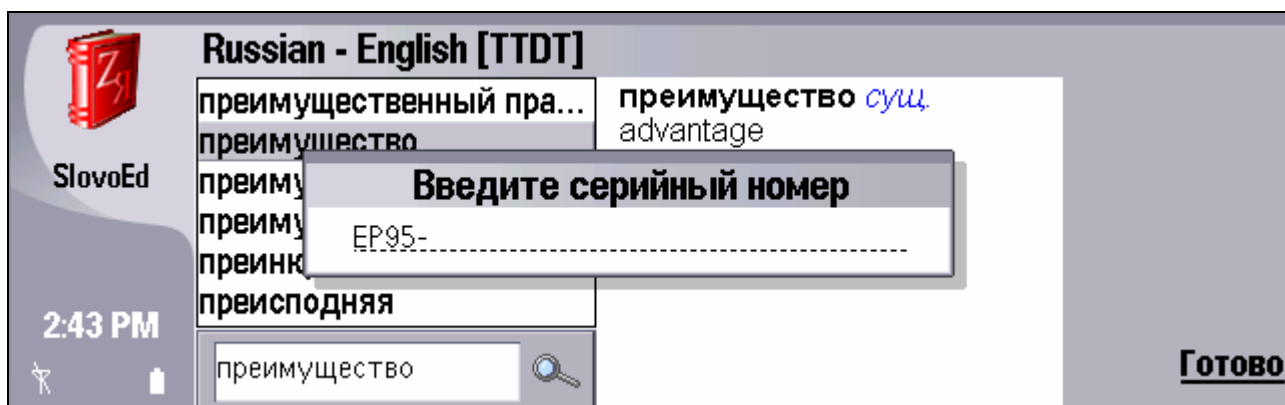 Russian - English [TTDT]
преимущественный пра...
преимущество
преиму
преиму
преинк
преисподняя
преимущество
преимущество сущ.
advantage
Введите серийный номер
EP95-
SlovoEd
2:43 PM
Готово